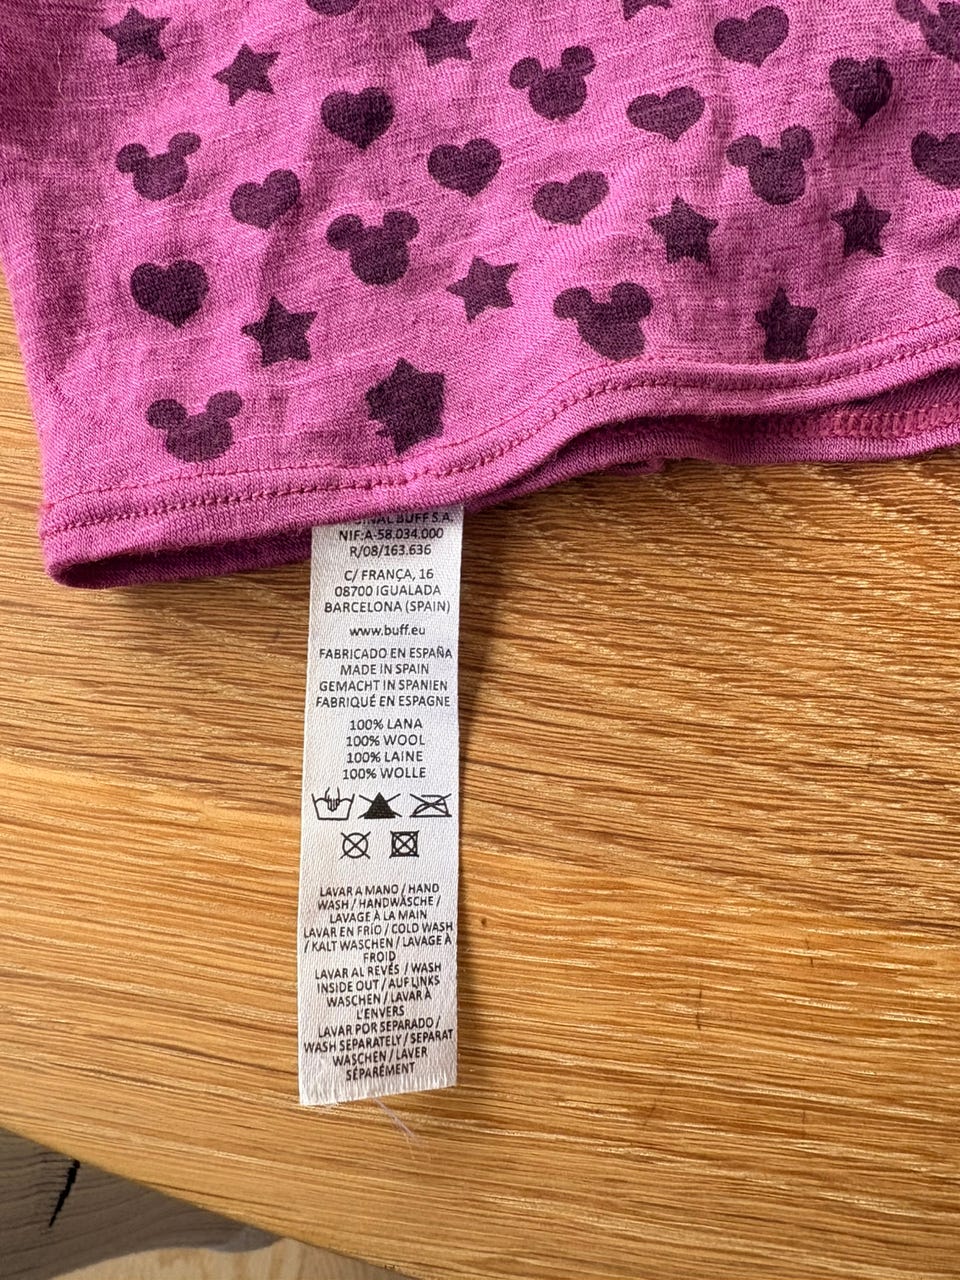 BUFF S.A.
NIF:A-58.034.000
R/08/163.636
C/ FRANÇA, 16
08700 IGUALADA
BARCELONA (SPAIN)
www.buff.eu
FABRICADO EN ESPAÑA
MADE IN SPAIN
GEMACHT IN SPANIEN
FABRIQUÉ EN ESPAGNE
100% LANA
100% WOOL
100% LAINE
100% WOLLE
LAVAR A MANO / HAND
WASH / HANDWÄSCHE /
LAVAGE À LA MAIN
LAVAR EN FRÍO / COLD WASH
/ KALT WASCHEN / LAVAGE À
FROID
LAVAR AL REVÉS / WASH
INSIDE OUT / AUF LINKS
WASCHEN / LAVAR À
L'ENVERS
LAVAR POR SEPARADO /
WASH SEPARATELY / SEPARAT
WASCHEN / LAVER
SÉPARÉMENT